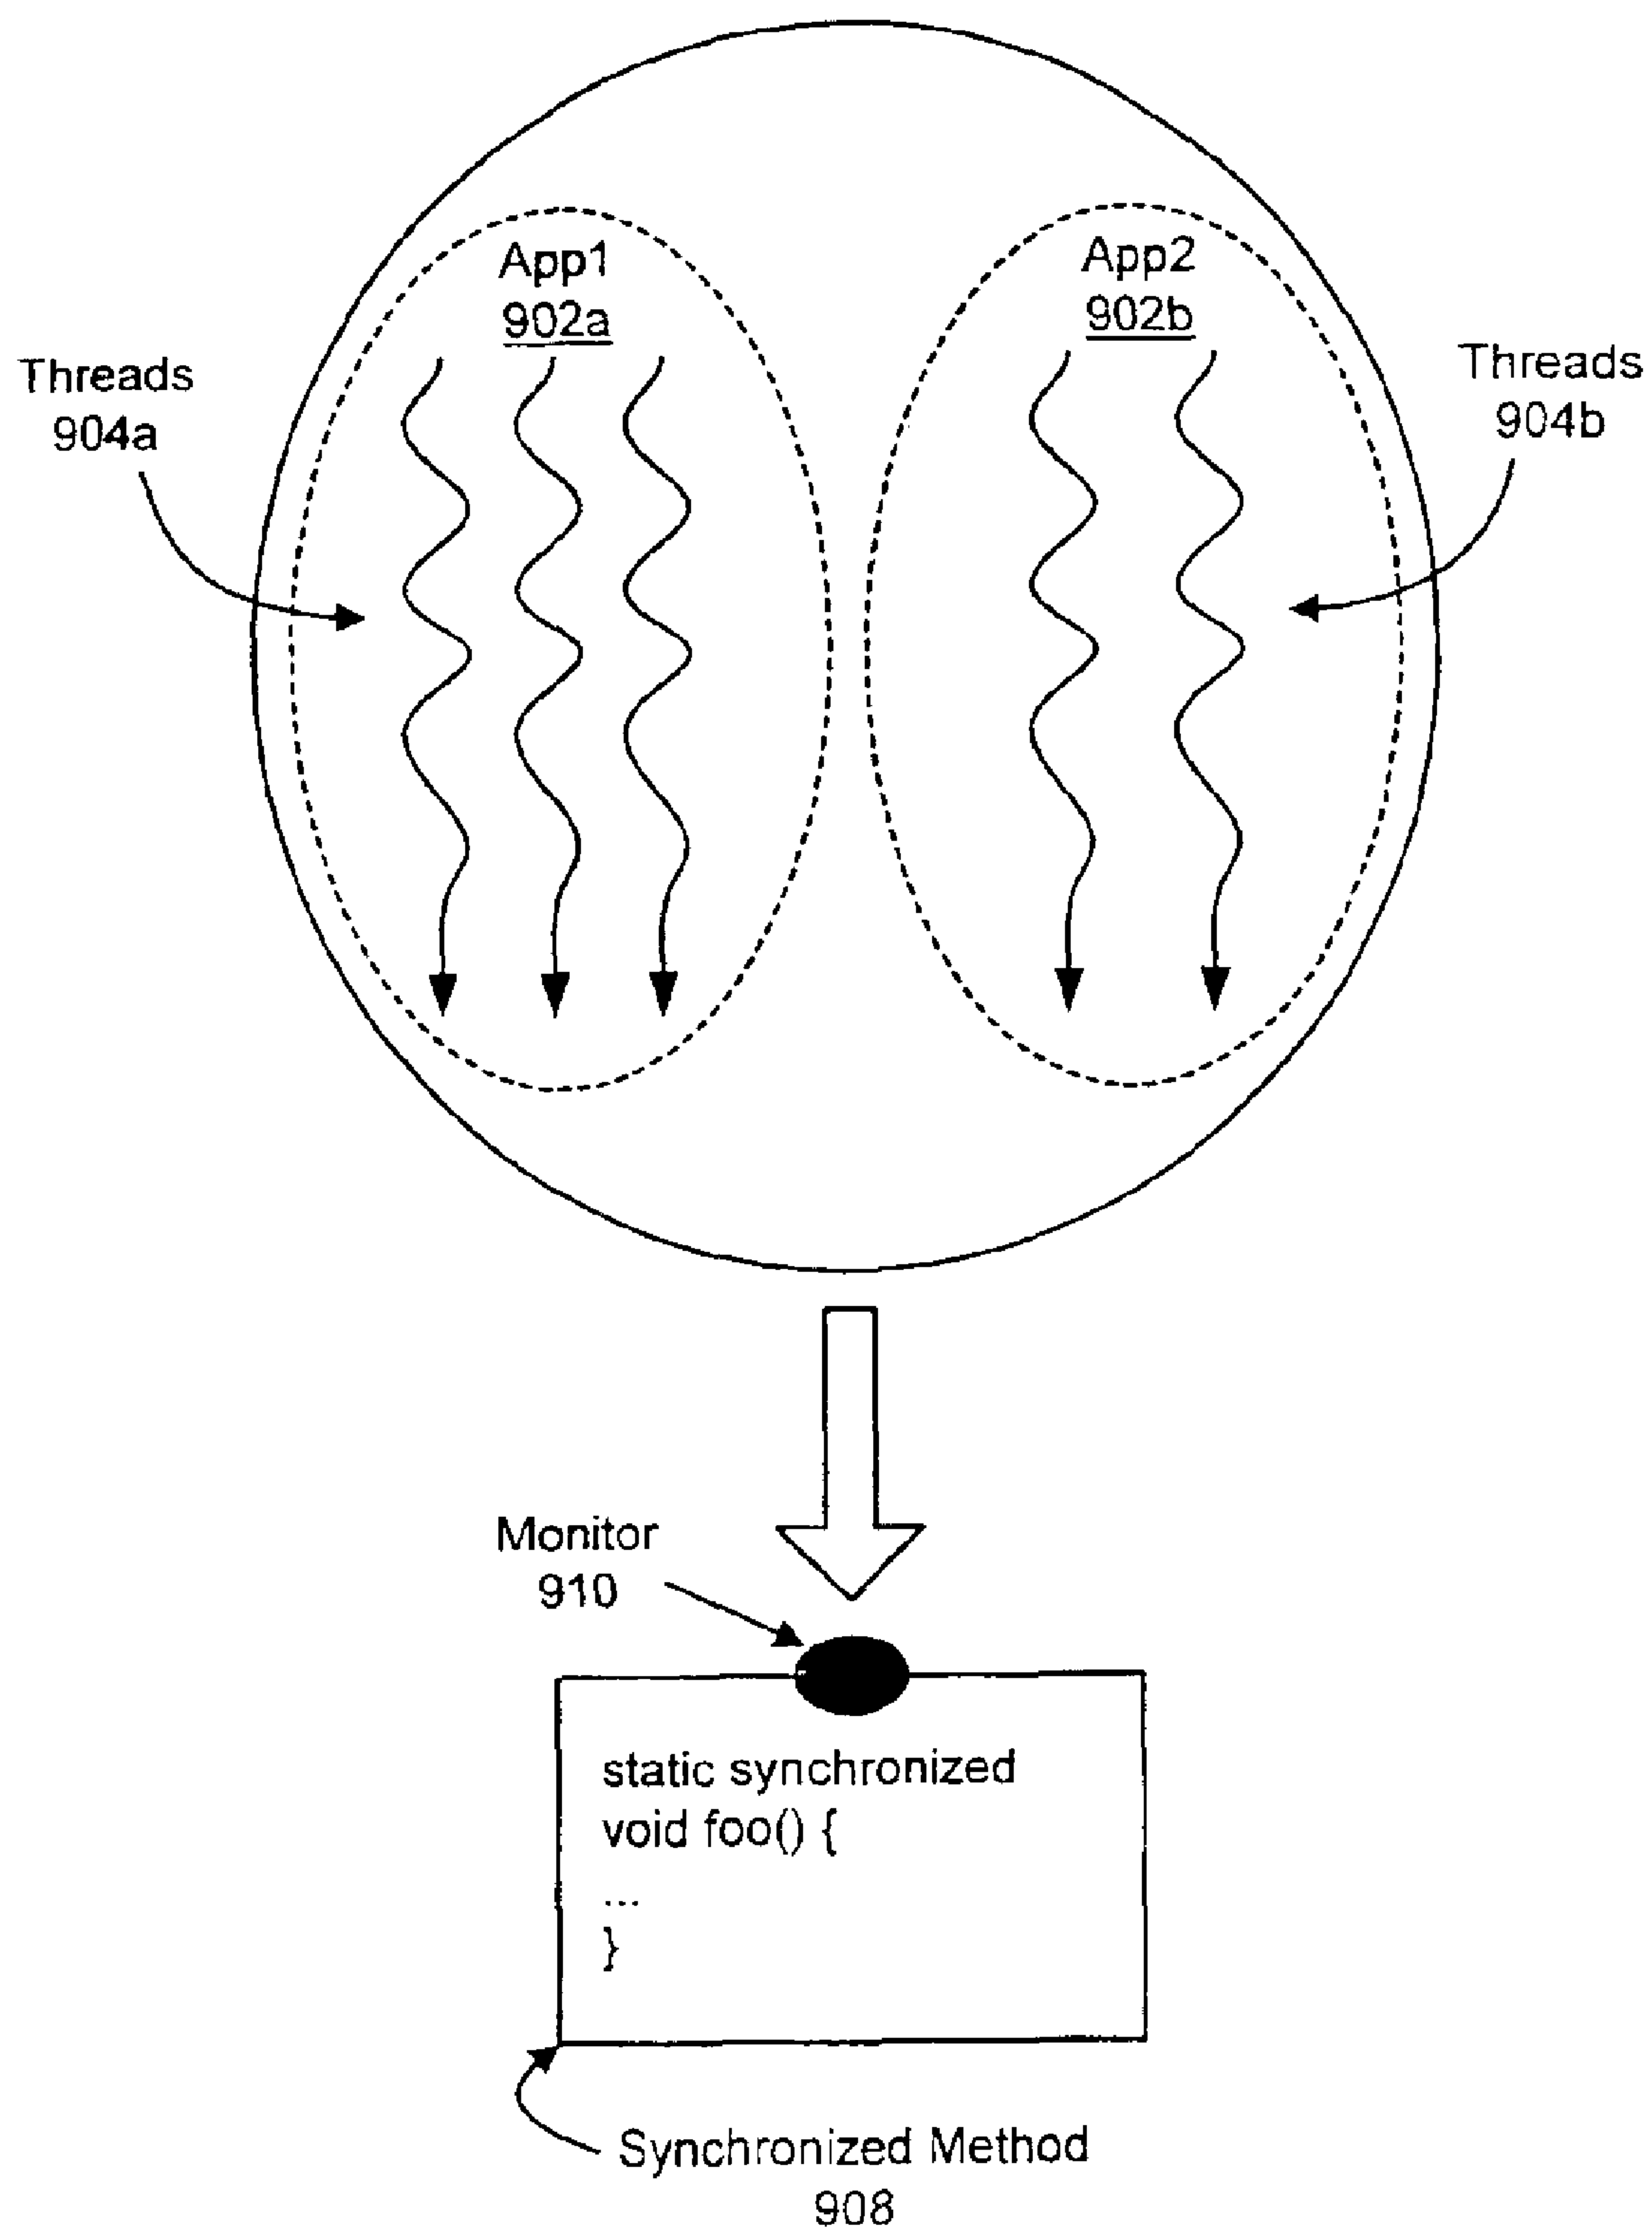 App1
902a
App2
902b
Threads
904a
Threads
904b
Monitor
910
static synchronized
void foo() {
...
}
Synchronized Method
908